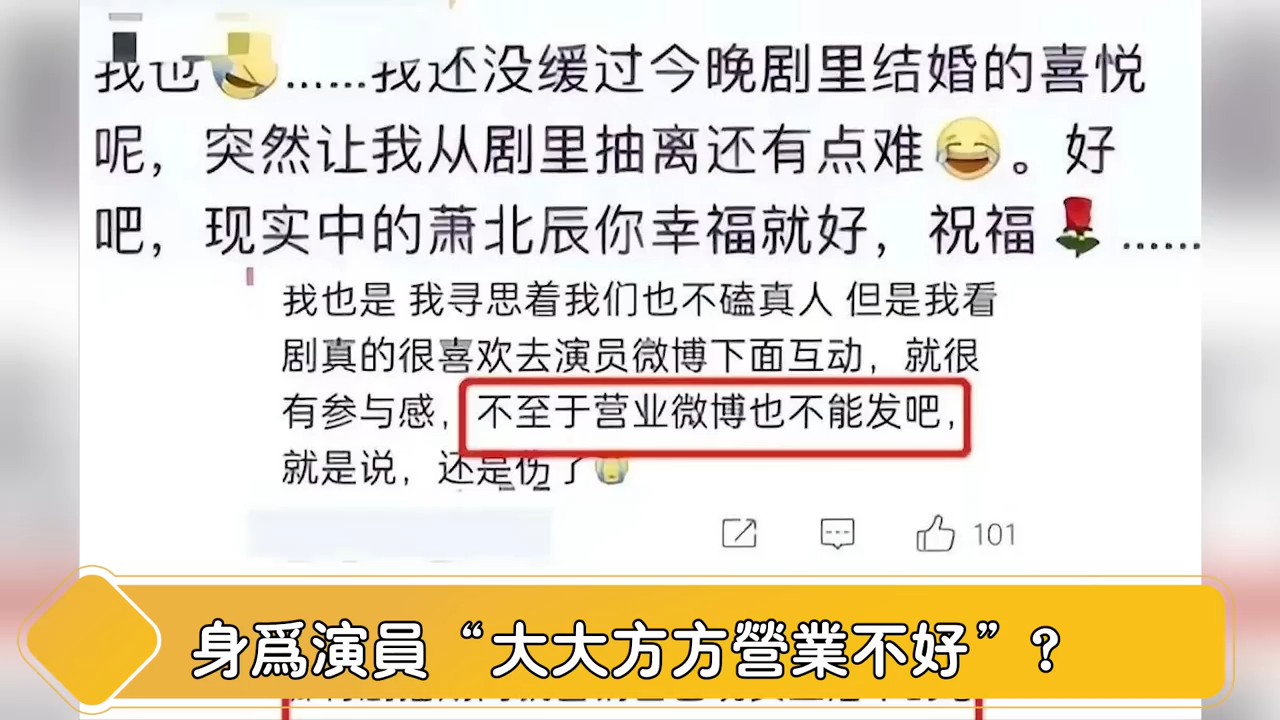 我也😂……我还没缓过今晚剧里结婚的喜悦
呢，突然让我从剧里抽离还有点难😂。好
吧，现实中的萧北辰你幸福就好，祝福🌹……
我也是 我寻思着我们也不磕真人 但是我看
剧真的很喜欢去演员微博下面互动，就很
有参与感，不至于营业微博也不能发吧，
就是说，还是伤了😭
101
身爲演員“大大方方營業不好”？